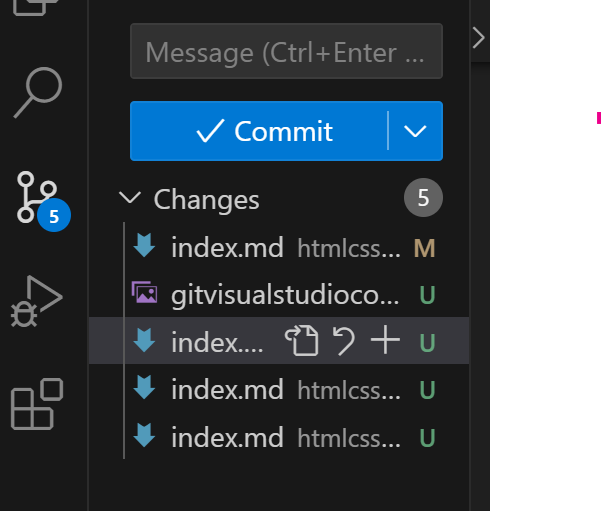 Message (Ctrl+Enter ...
Commit
5
Changes 5
index.md htmlcss... M
gitvisualstudioco... U
index.... U
index.md htmlcss... U
index.md htmlcss... U